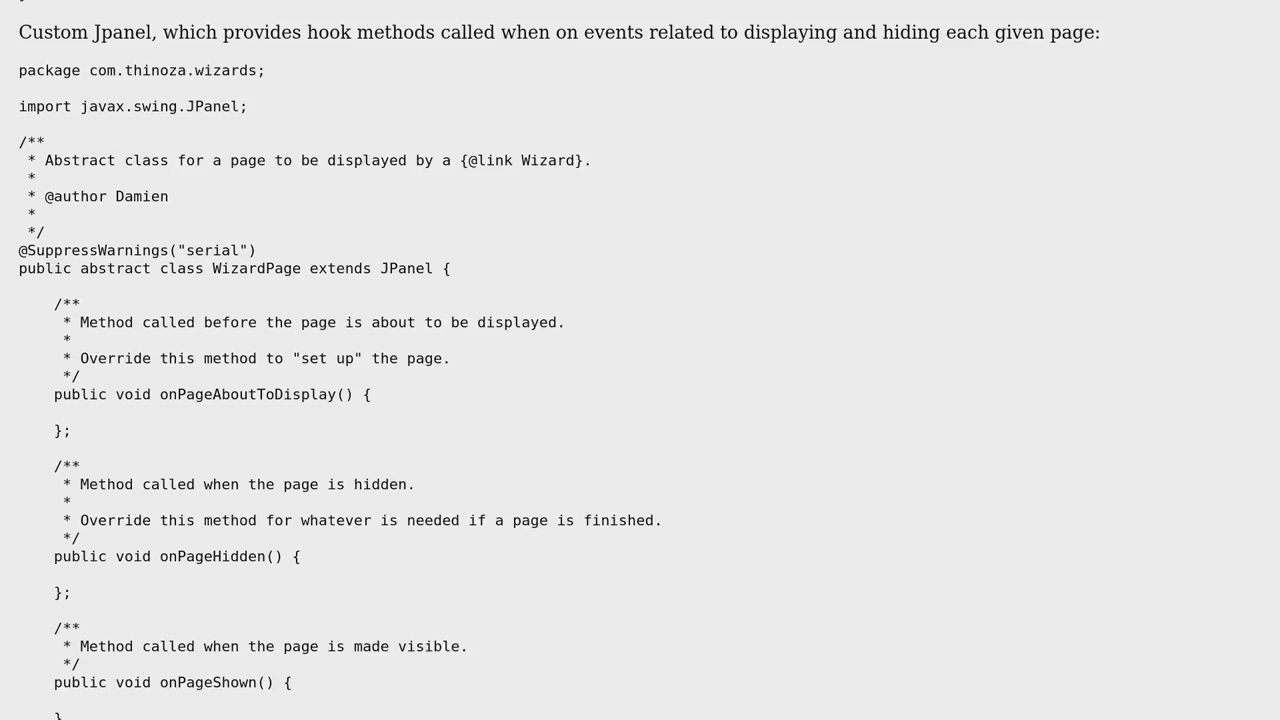 Custom Jpanel, which provides hook methods called when on events related to displaying and hiding each given page:
package com.thinoza.wizards;
import javax.swing.JPanel;
/**
 * Abstract class for a page to be displayed by a {@link Wizard}.
 *
 * @author Damien
 *
 */
@SuppressWarnings("serial")
public abstract class WizardPage extends JPanel {
    /**
     * Method called before the page is about to be displayed.
     *
     * Override this method to "set up" the page.
     */
    public void onPageAboutToDisplay() {
    };
    /**
     * Method called when the page is hidden.
     *
     * Override this method for whatever is needed if a page is finished.
     */
    public void onPageHidden() {
    };
    /**
     * Method called when the page is made visible.
     */
    public void onPageShown() {
    }